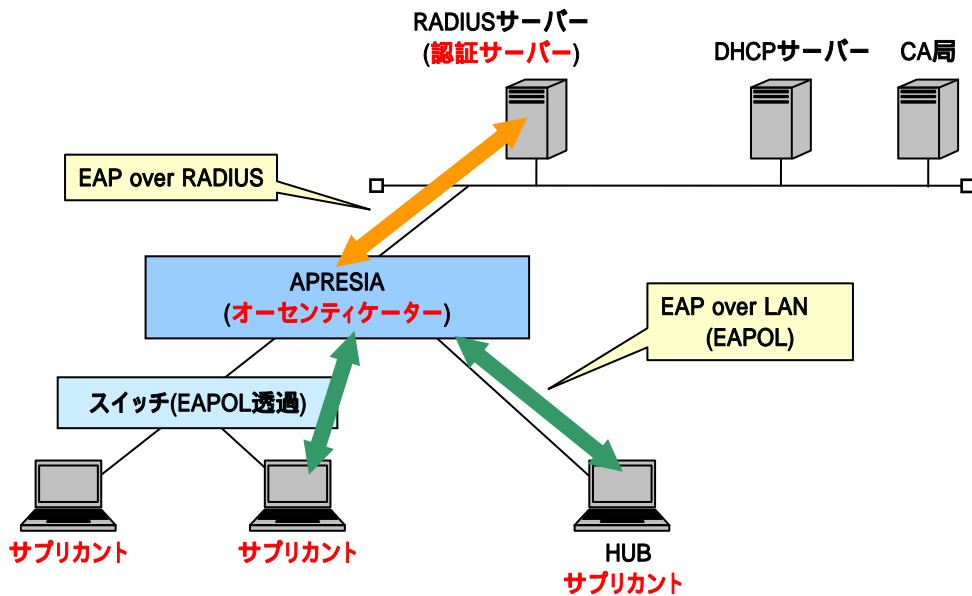 RADIUSサーバー
(認証サーバー)
DHCPサーバー
CA局
EAP over RADIUS
APRESIA
(オーセンティケーター)
EAP over LAN
(EAPOL)
スイッチ(EAPOL透過)
サプリカント
サプリカント
HUB
サプリカント